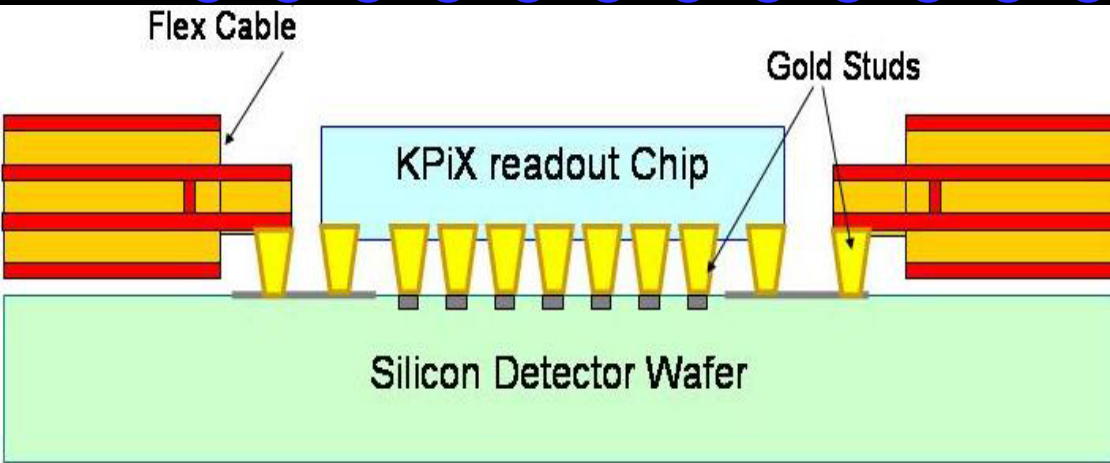 Flex Cable
Gold Studs
KPiX readout Chip
Silicon Detector Wafer